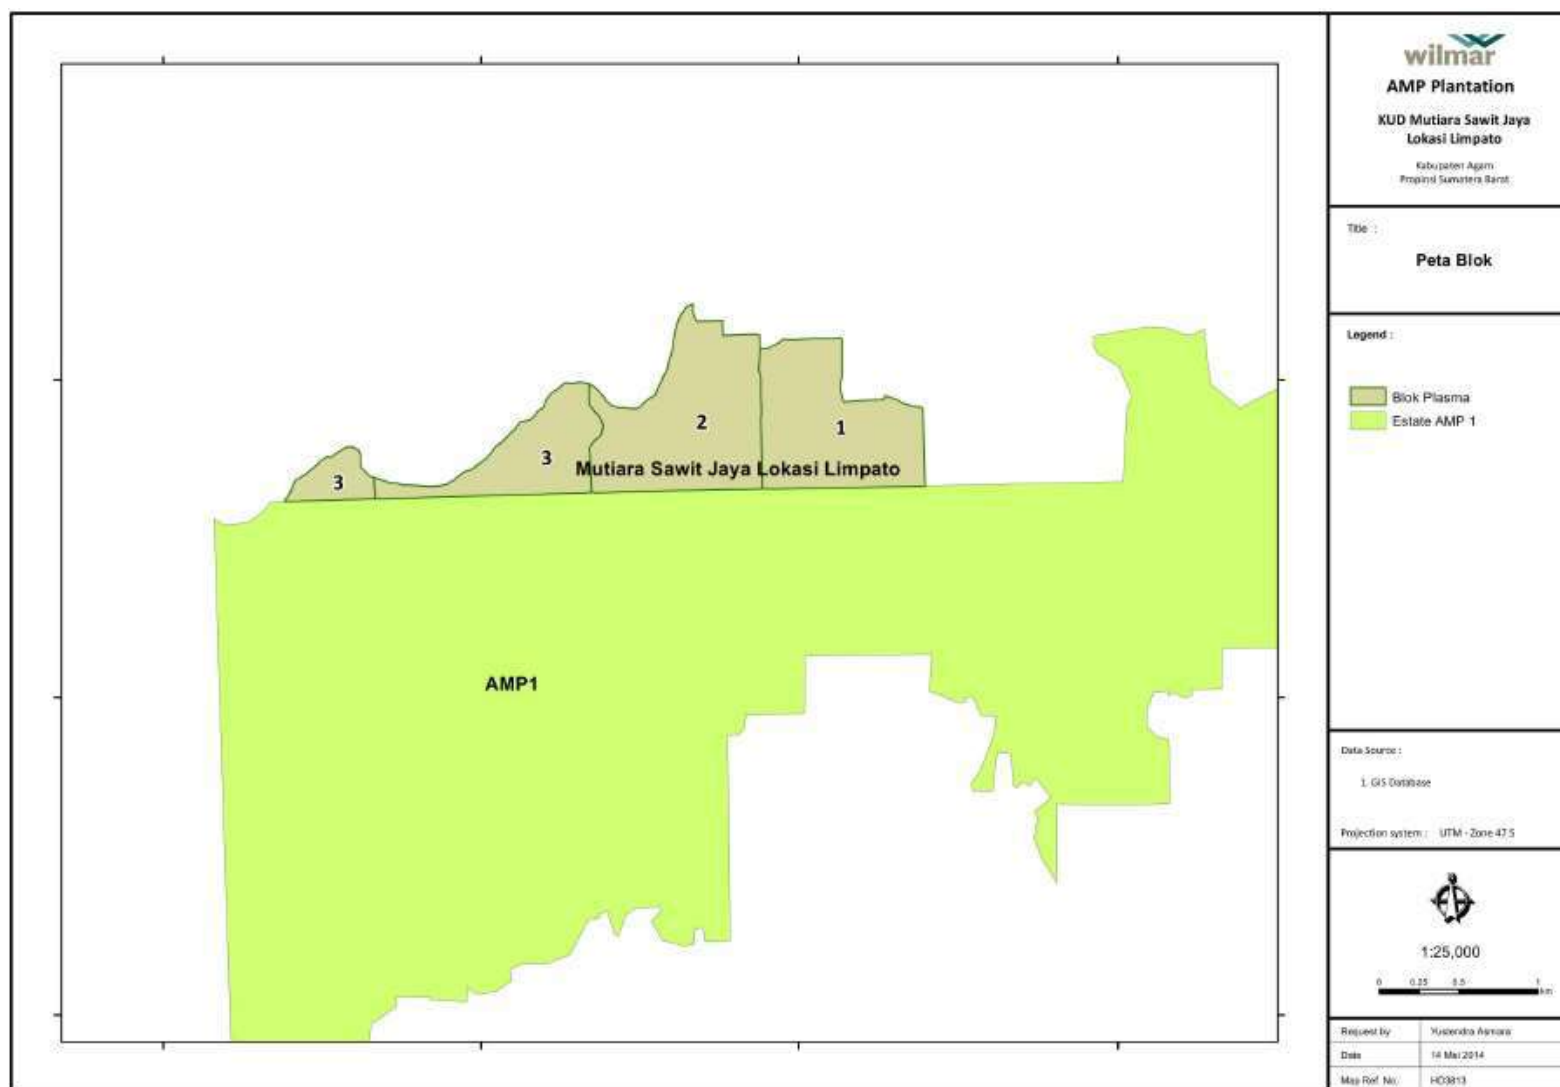 wilmar
AMP Plantation
KUD Mutiara Sawit Jaya
Lokasi Limpato
Kabupaten Agam
Propinsi Sumatera Barat
Title :
Peta Blok
Legend :
Blok Plasma
Estate AMP 1
2
1
3
Mutiara Sawit Jaya Lokasi Limpato
3
AMP1
Data Source :
1. GIS Database
Projection system : UTM - Zone 47 S
1:25,000
0 0.25 0.5 1
km
Request by Yusendra Asmara
Date 14 Mei 2014
Map Ref. No. HO3813